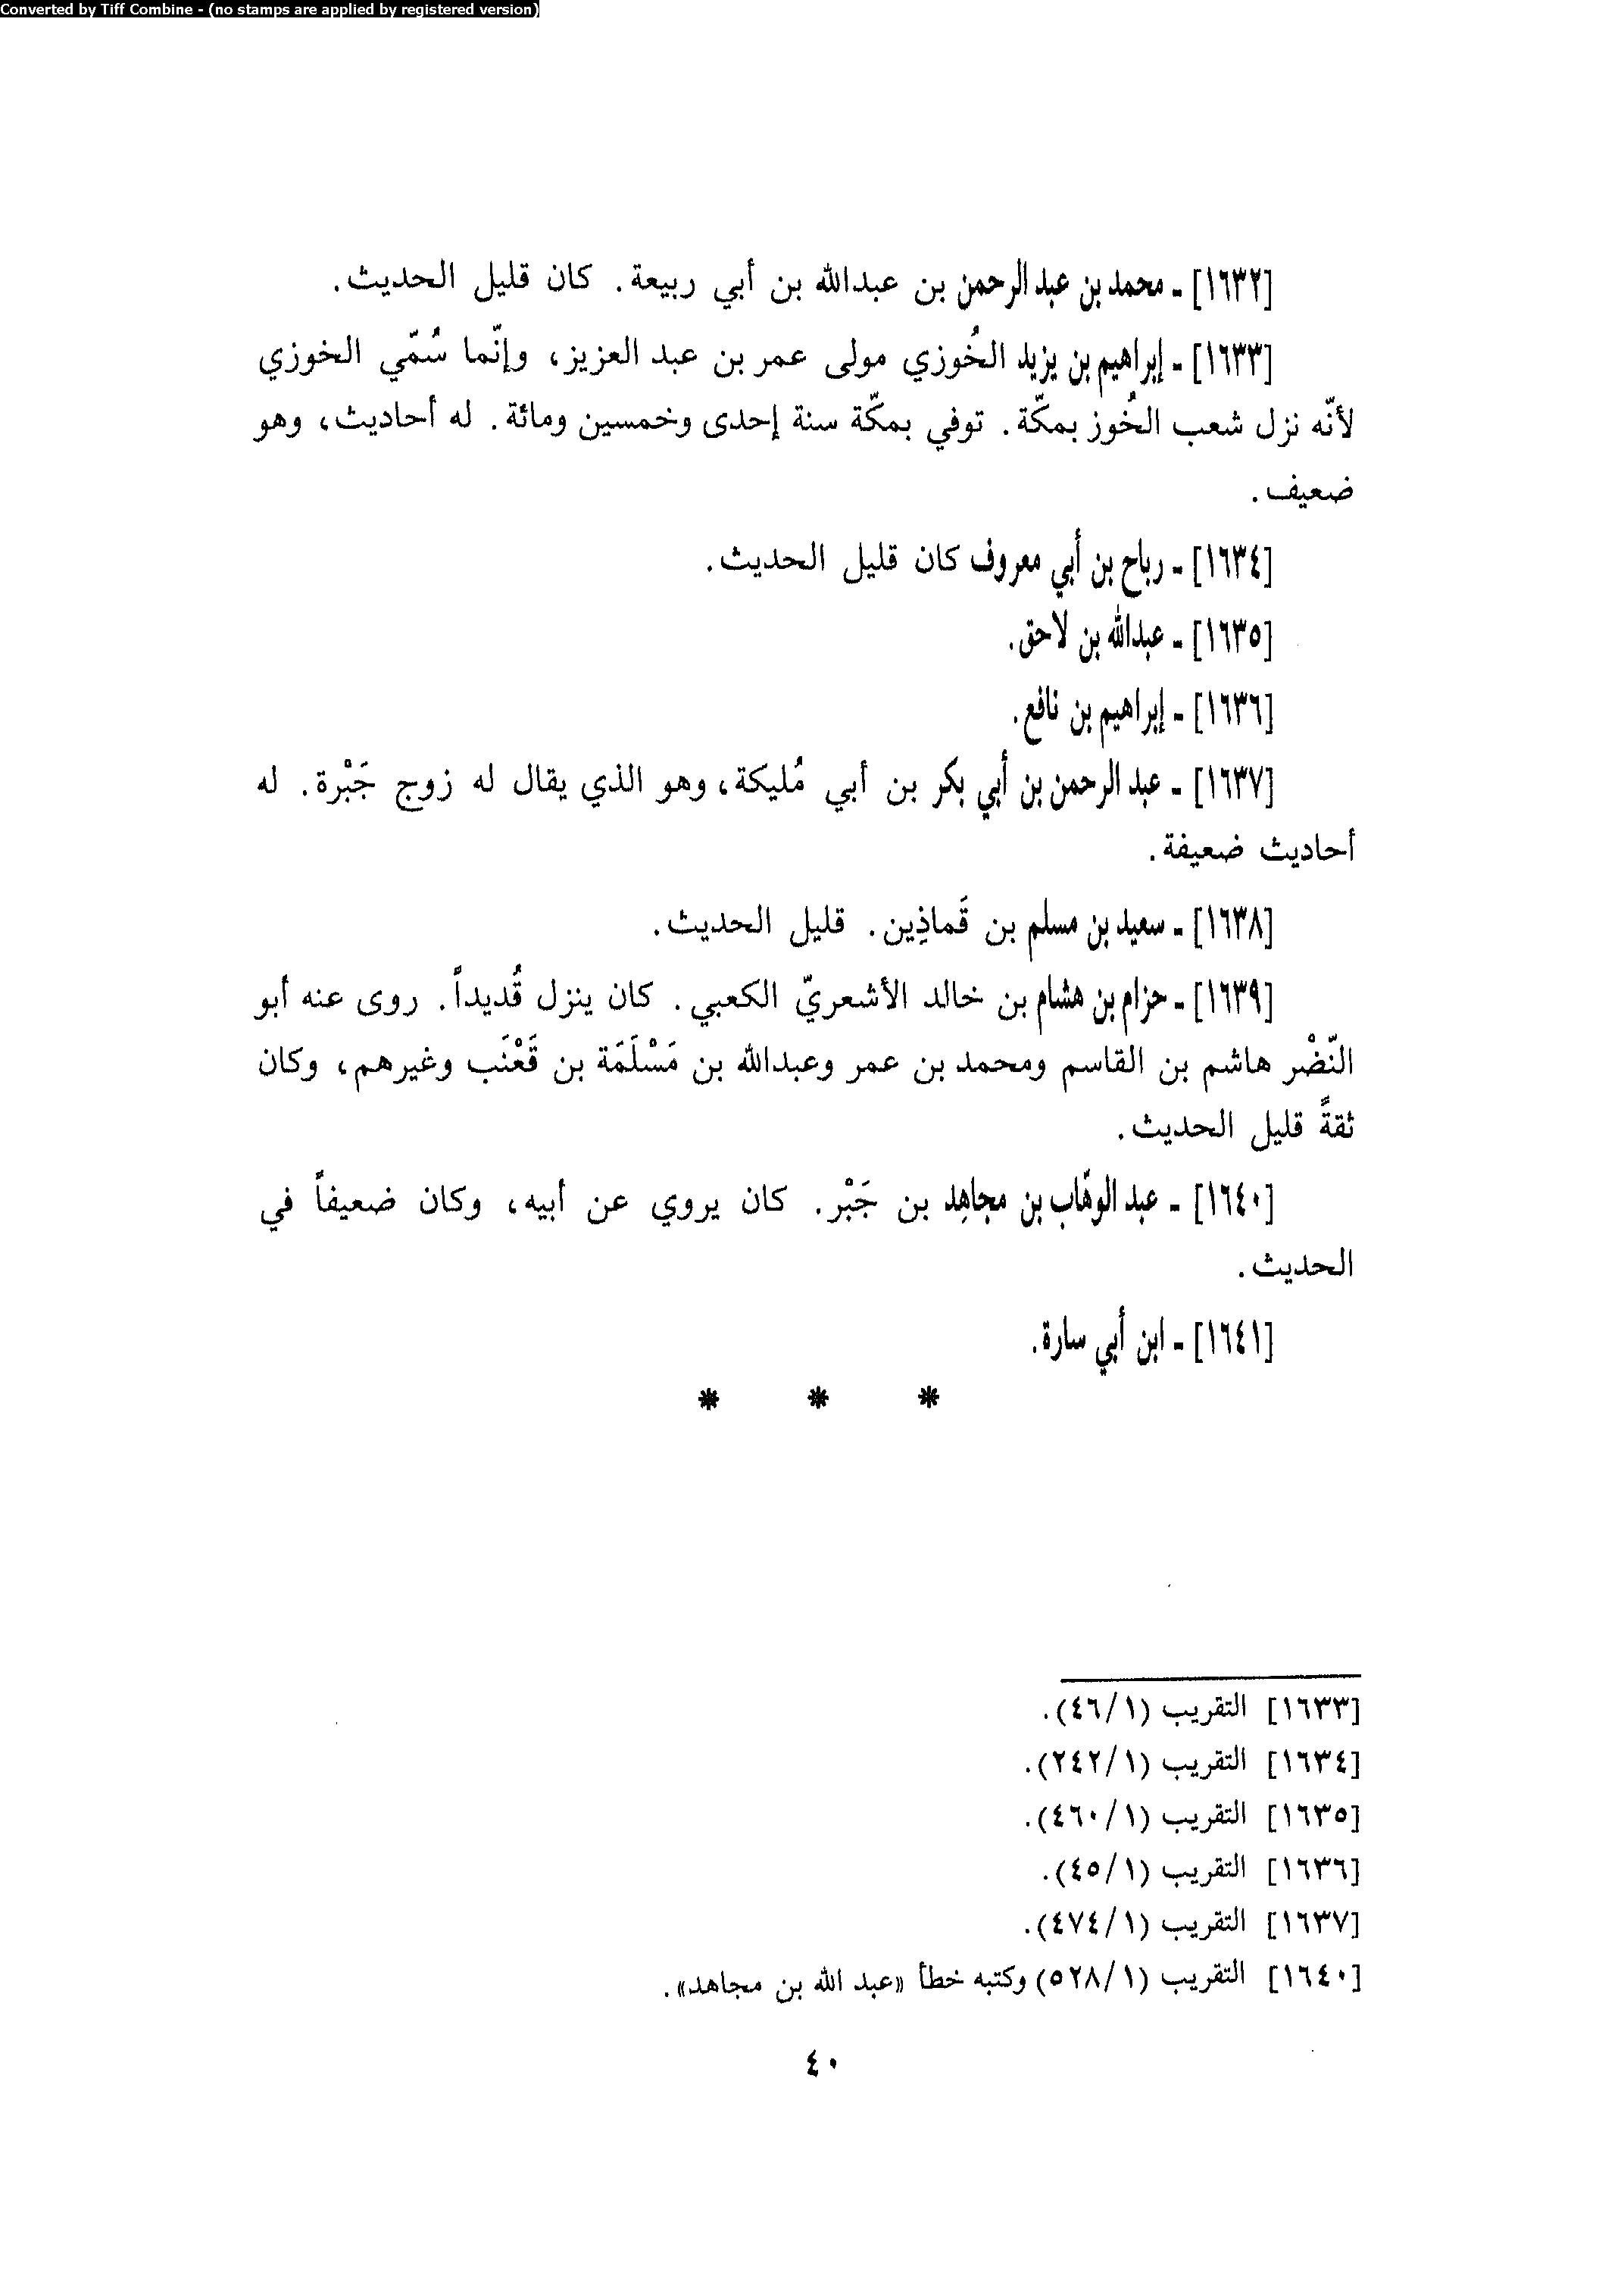 Converted by Tiff Combine - (no stamps are applied by registered version)
[١٦٣٢] - محمد بن عبد الرحمن بن عبدالله بن أبي ربيعة. كان قليل الحديث.
[١٦٣٣] - إبراهيم بن يزيد الخُوزي مولى عمر بن عبد العزيز، وإنّما سُمّي الخوزي
لأنّه نزل شعب الخُوز بمكّة. توفي بمكّة سنة إحدى وخمسين ومائة. له أحاديث، وهو
ضعيف.
[١٦٣٤] - رباح بن أبي معروف كان قليل الحديث.
[١٦٣٥] - عبدالله بن لاحق.
[١٦٣٦] - إبراهيم بن نافع.
[١٦٣٧] - عبد الرحمن بن أبي بكر بن أبي مُليكة، وهو الذي يقال له زوج جَبْرة. له
أحاديث ضعيفة.
[١٦٣٨] - سعيد بن مسلم بن قَماذِين. قليل الحديث.
[١٦٣٩] - حزام بن هشام بن خالد الأشعريّ الكعبي. كان ينزل قُديداً. روى عنه أبو
النّضْر هاشم بن القاسم ومحمد بن عمر وعبدالله بن مَسْلَمَة بن قَعْنَب وغيرهم، وكان
ثقةً قليل الحديث.
[١٦٤٠] - عبد الوهّاب بن مجاهِد بن جَبْر. كان يروي عن أبيه، وكان ضعيفاً في
الحديث.
[١٦٤١] - ابن أبي سارة.
* * *
[١٦٣٣] التقريب (٤٦/١).
[١٦٣٤] التقريب (٢٤٢/١).
[١٦٣٥] التقريب (٤٦٠/١).
[١٦٣٦] التقريب (٤٥/١).
[١٦٣٧] التقريب (٤٧٤/١).
[١٦٤٠] التقريب (٥٢٨/١) وكتبه خطأ «عبد الله بن مجاهد».
٤٠